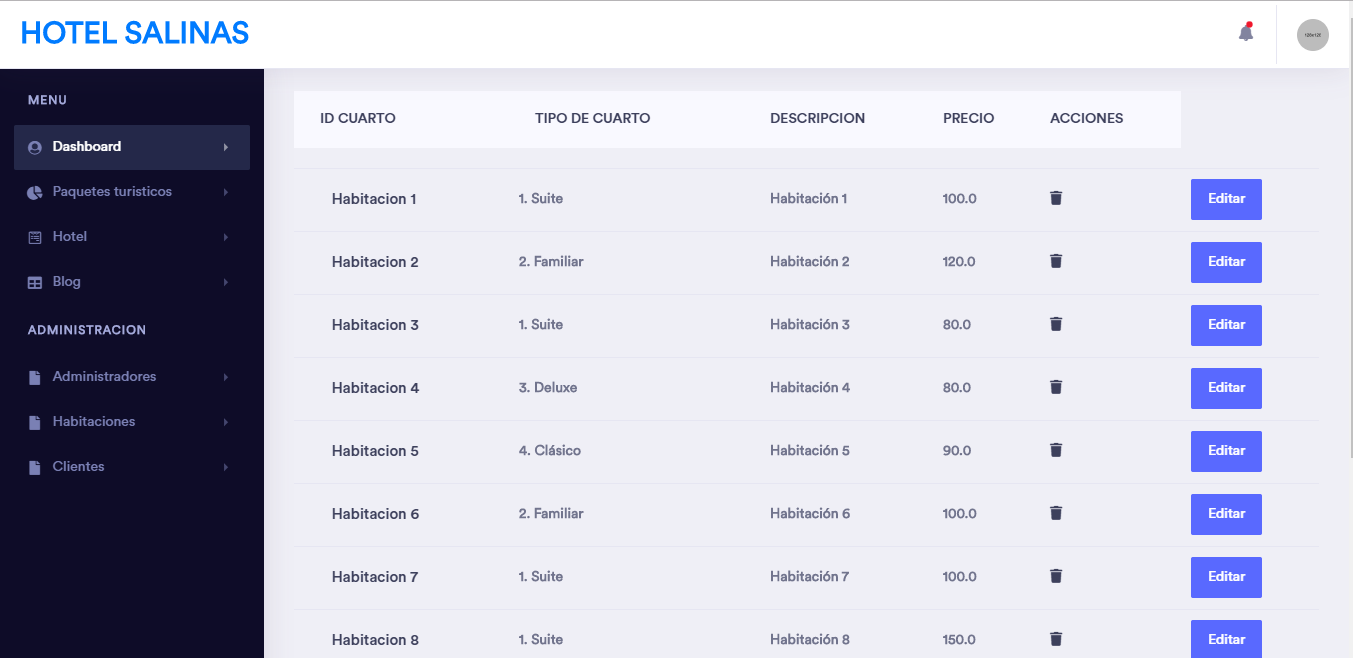 HOTEL SALINAS
MENU
Dashboard
Paquetes turisticos
Hotel
Blog
ADMINISTRACION
Administradores
Habitaciones
Clientes
ID CUARTO TIPO DE CUARTO DESCRIPCION PRECIO ACCIONES
Habitacion 1 1. Suite Habitación 1 100.0 Editar
Habitacion 2 2. Familiar Habitación 2 120.0 Editar
Habitacion 3 1. Suite Habitación 3 80.0 Editar
Habitacion 4 3. Deluxe Habitación 4 80.0 Editar
Habitacion 5 4. Clásico Habitación 5 90.0 Editar
Habitacion 6 2. Familiar Habitación 6 100.0 Editar
Habitacion 7 1. Suite Habitación 7 100.0 Editar
Habitacion 8 1. Suite Habitación 8 150.0 Editar